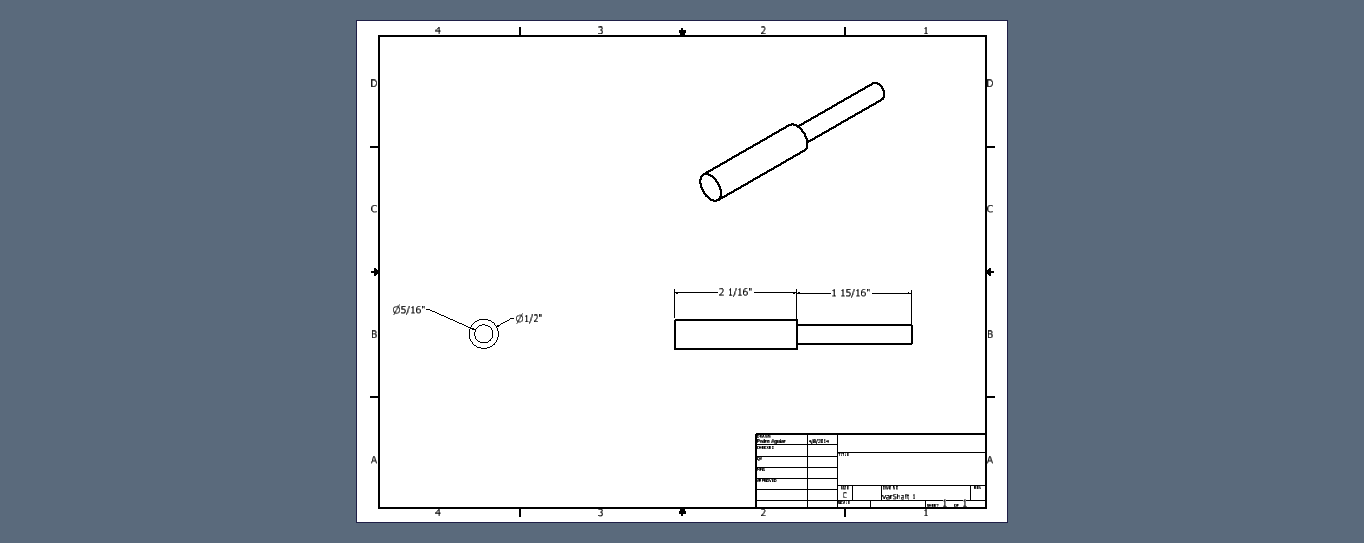 4 3 2 1
D D
C C
Ø5/16" Ø1/2"
2 1/16" 1 15/16"
B B
DRAWN
Pedro Aguiar 4/8/2014
CHECKED
TITLE
QA
MFG
APPROVED
A A
SIZE
C
DWG NO
varShaft 1
REV
SCALE
SHEET 1 OF 1
4 3 2 1